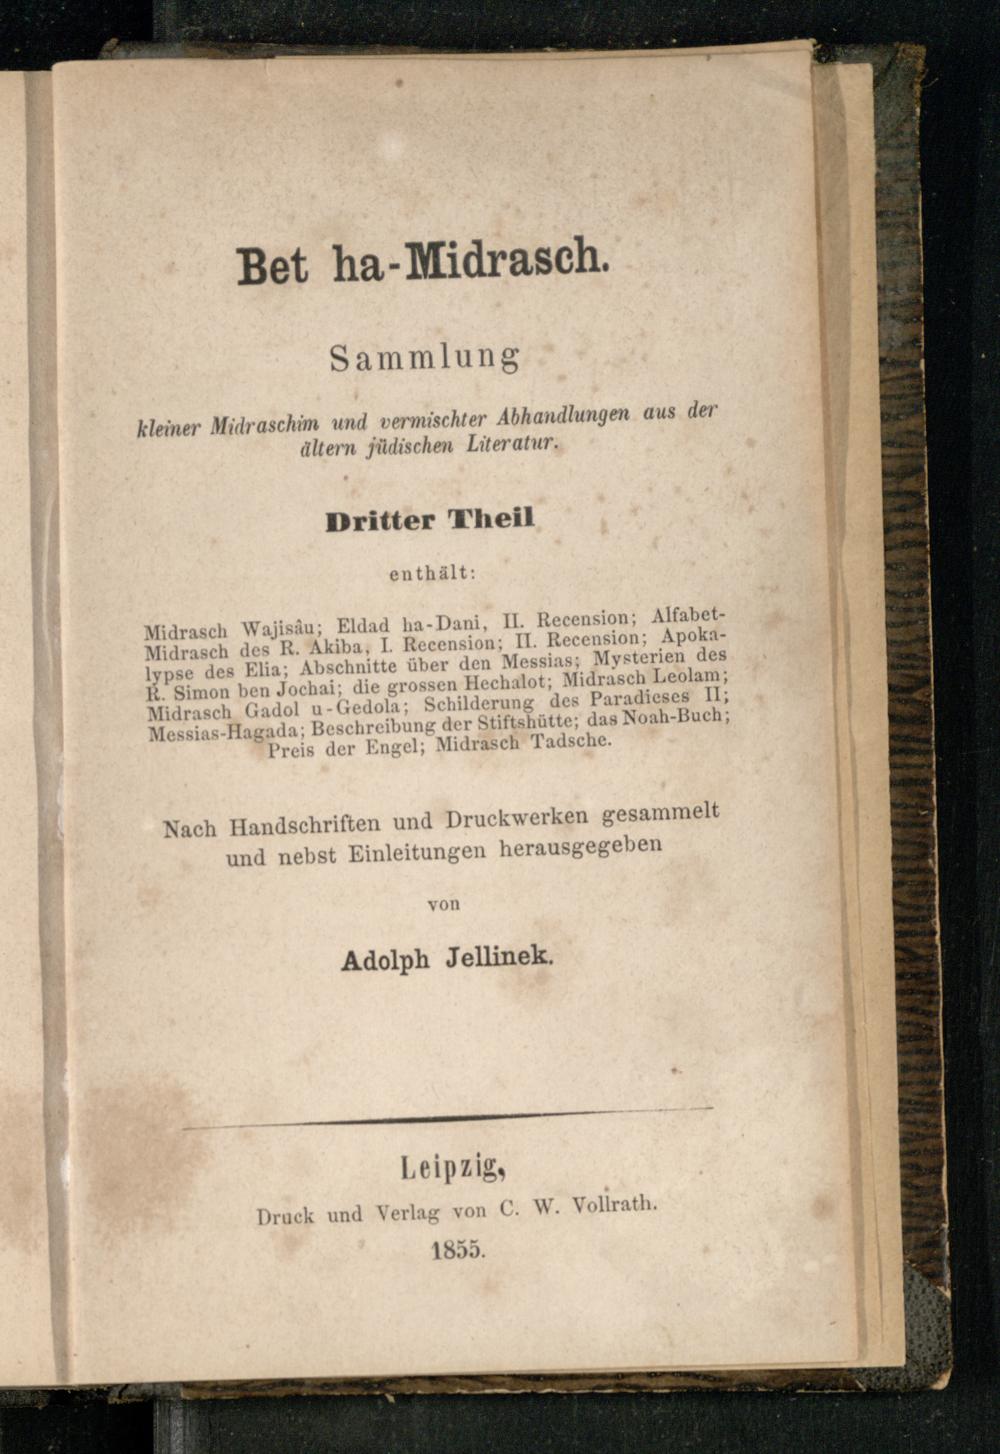 Bet ha-Midrasch.
Sammlung
kleiner Midraschim und vermischter Abhandlungen aus der
ältern jüdischen Literatur.
Dritter Theil
enthält:
Midrasch Wajisâu; Eldad ha-Dani, II. Recension; Alfabet-
Midrasch des R. Akiba, I. Recension; II. Recension; Apoka-
lypse des Elia; Abschnitte über den Messias; Mysterien des
R. Simon ben Jochai; die grossen Hechalot; Midrasch Leolam;
Midrasch Gadol u-Gedola; Schilderung des Paradieses II;
Messias-Hagada; Beschreibung der Stiftshütte; das Noah-Buch;
Preis der Engel; Midrasch Tadsche.
Nach Handschriften und Druckwerken gesammelt
und nebst Einleitungen herausgegeben
von
Adolph Jellinek.
Leipzig,
Druck und Verlag von C. W. Vollrath.
1855.